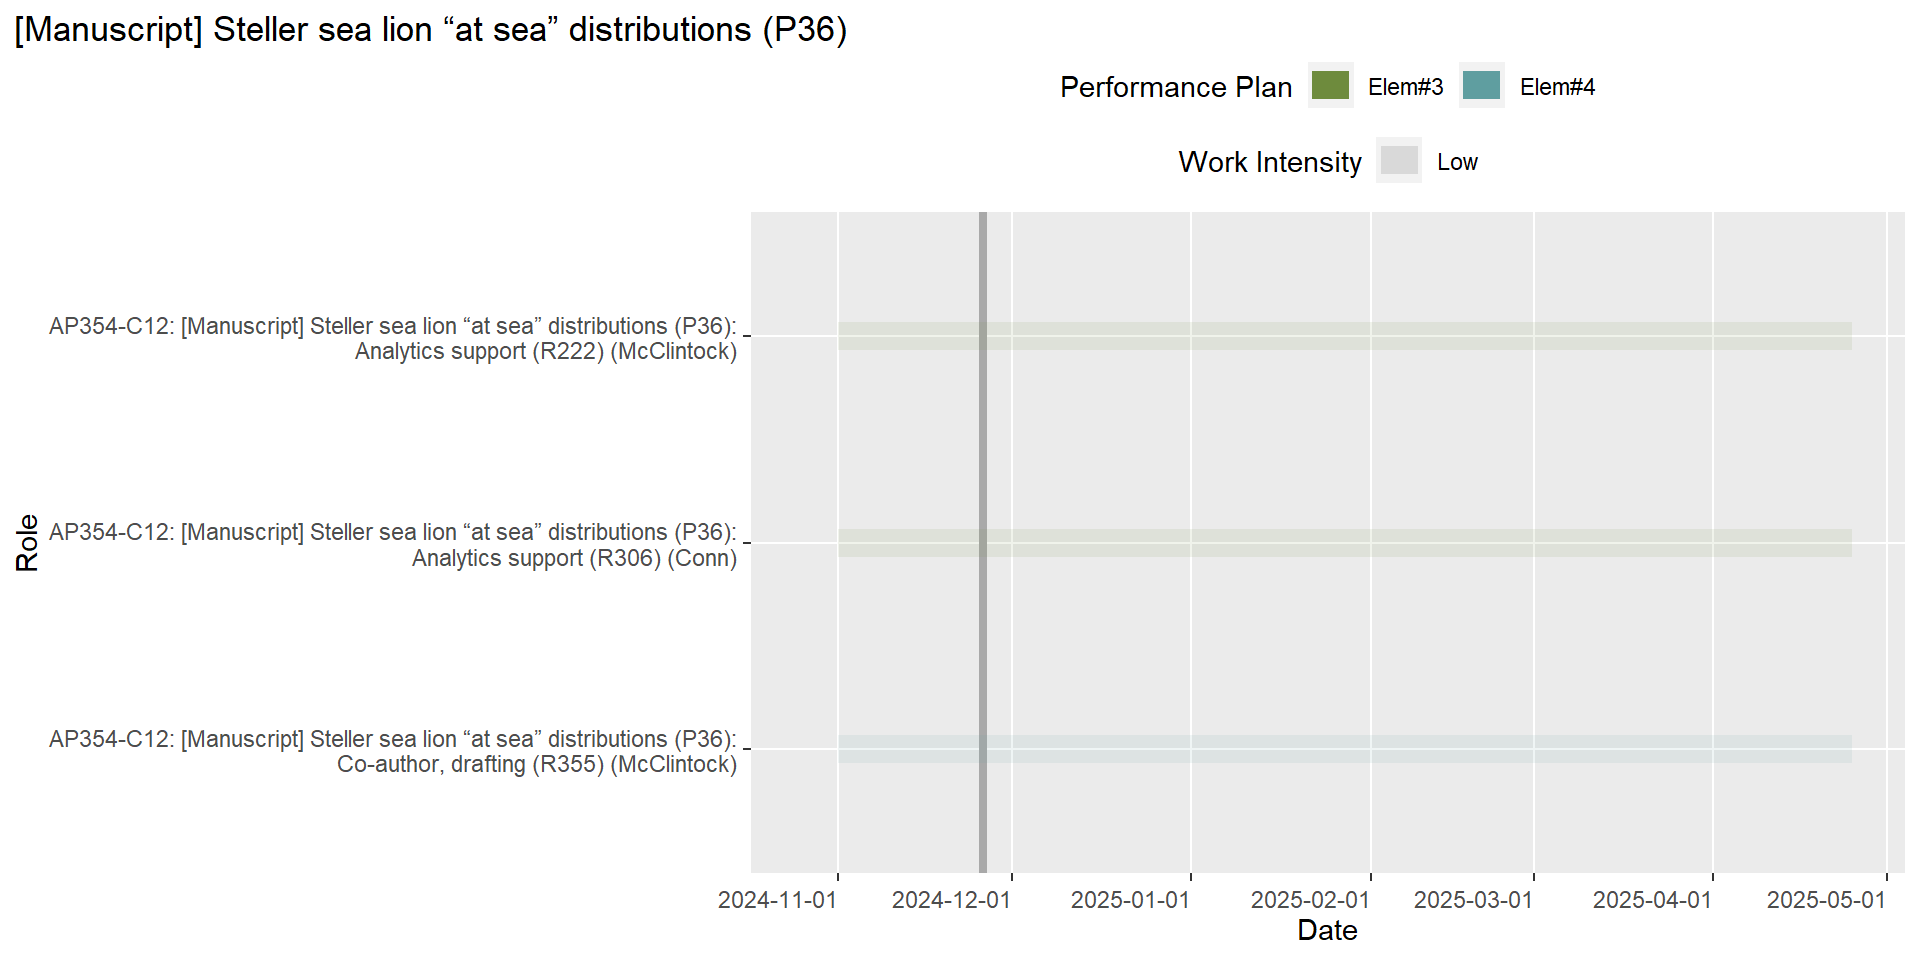 [Manuscript] Steller sea lion “at sea” distributions (P36)
Performance Plan Elem#3 Elem#4
Work Intensity Low
AP354-C12: [Manuscript] Steller sea lion “at sea” distributions (P36):
Analytics support (R222) (McClintock)
Role
AP354-C12: [Manuscript] Steller sea lion “at sea” distributions (P36):
Analytics support (R306) (Conn)
AP354-C12: [Manuscript] Steller sea lion “at sea” distributions (P36):
Co-author, drafting (R355) (McClintock)
2024-11-01 2024-12-01 2025-01-01 2025-02-01 2025-03-01 2025-04-01 2025-05-01
Date